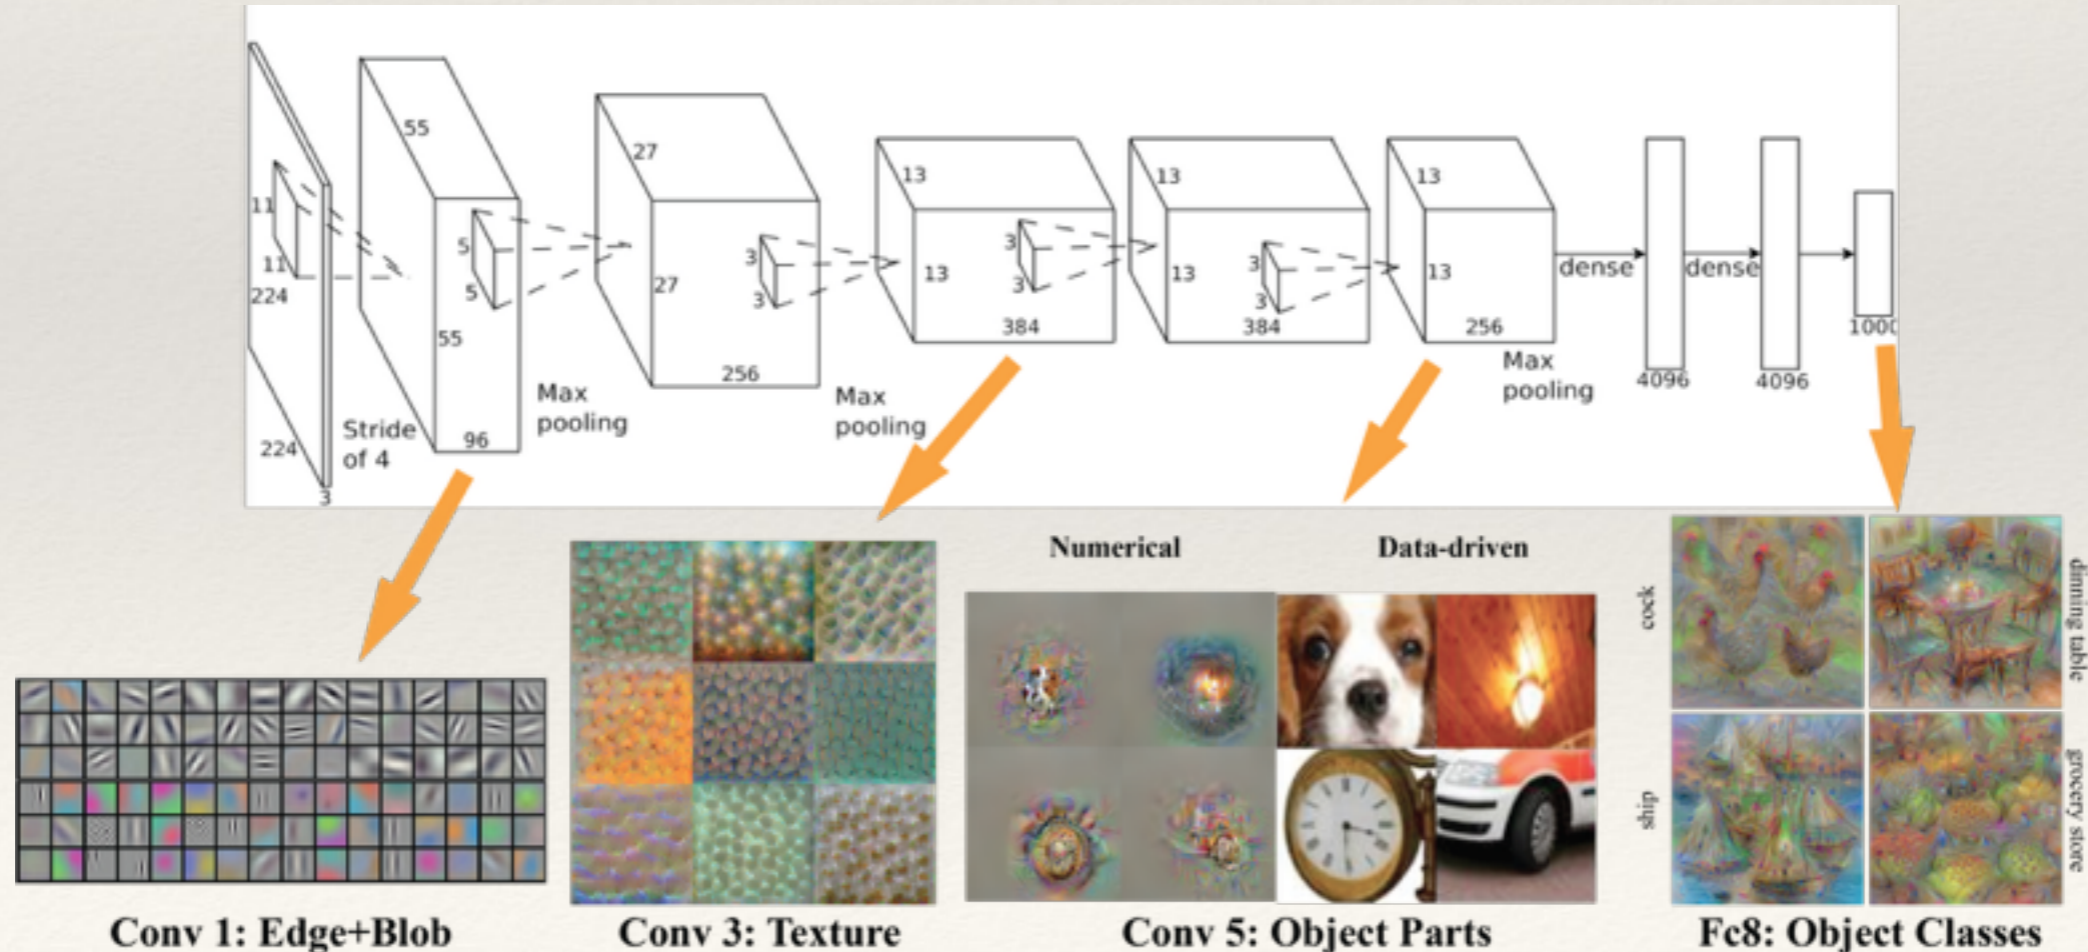 55
27
13
13
13
11
5
3
3
3
11
5
3
3
3
224
55
27
13
13
13
dense
dense
384
384
256
1000
256
4096
4096
Max
pooling
Max
pooling
Max
pooling
Stride
of 4
96
224
3
Numerical
Data-driven
cock
dinning table
ship
grocery store
Conv 1: Edge+Blob
Conv 3: Texture
Conv 5: Object Parts
Fc8: Object Classes